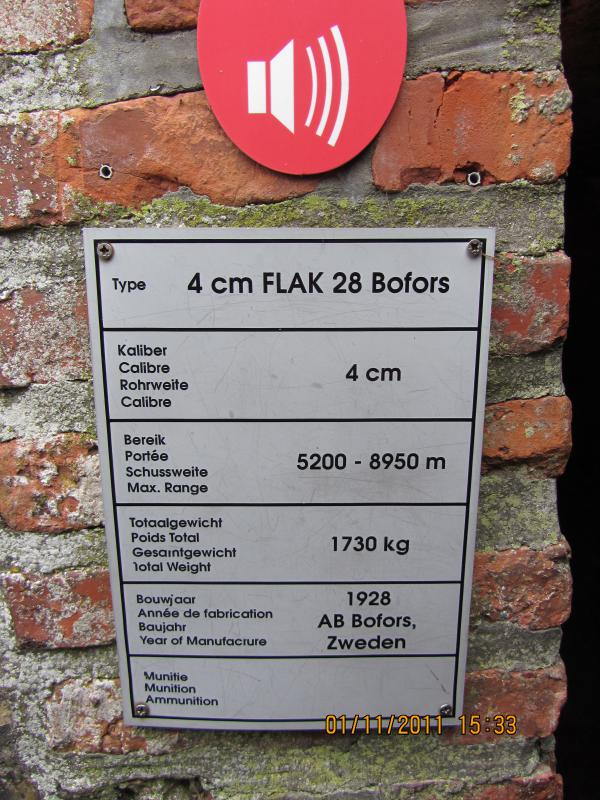 Type 4 cm FLAK 28 Bofors
Kaliber
Calibre
Rohrweite
Calibre
4 cm
Bereik
Portée
Schussweite
Max. Range
5200 - 8950 m
Totaalgewicht
Poids Total
Gesamtgewicht
Total Weight
1730 kg
Bouwjaar
Année de fabrication
Baujahr
Year of Manufacrure
1928
AB Bofors,
Zweden
Munitie
Munition
Ammunition
01/11/2011 15:33